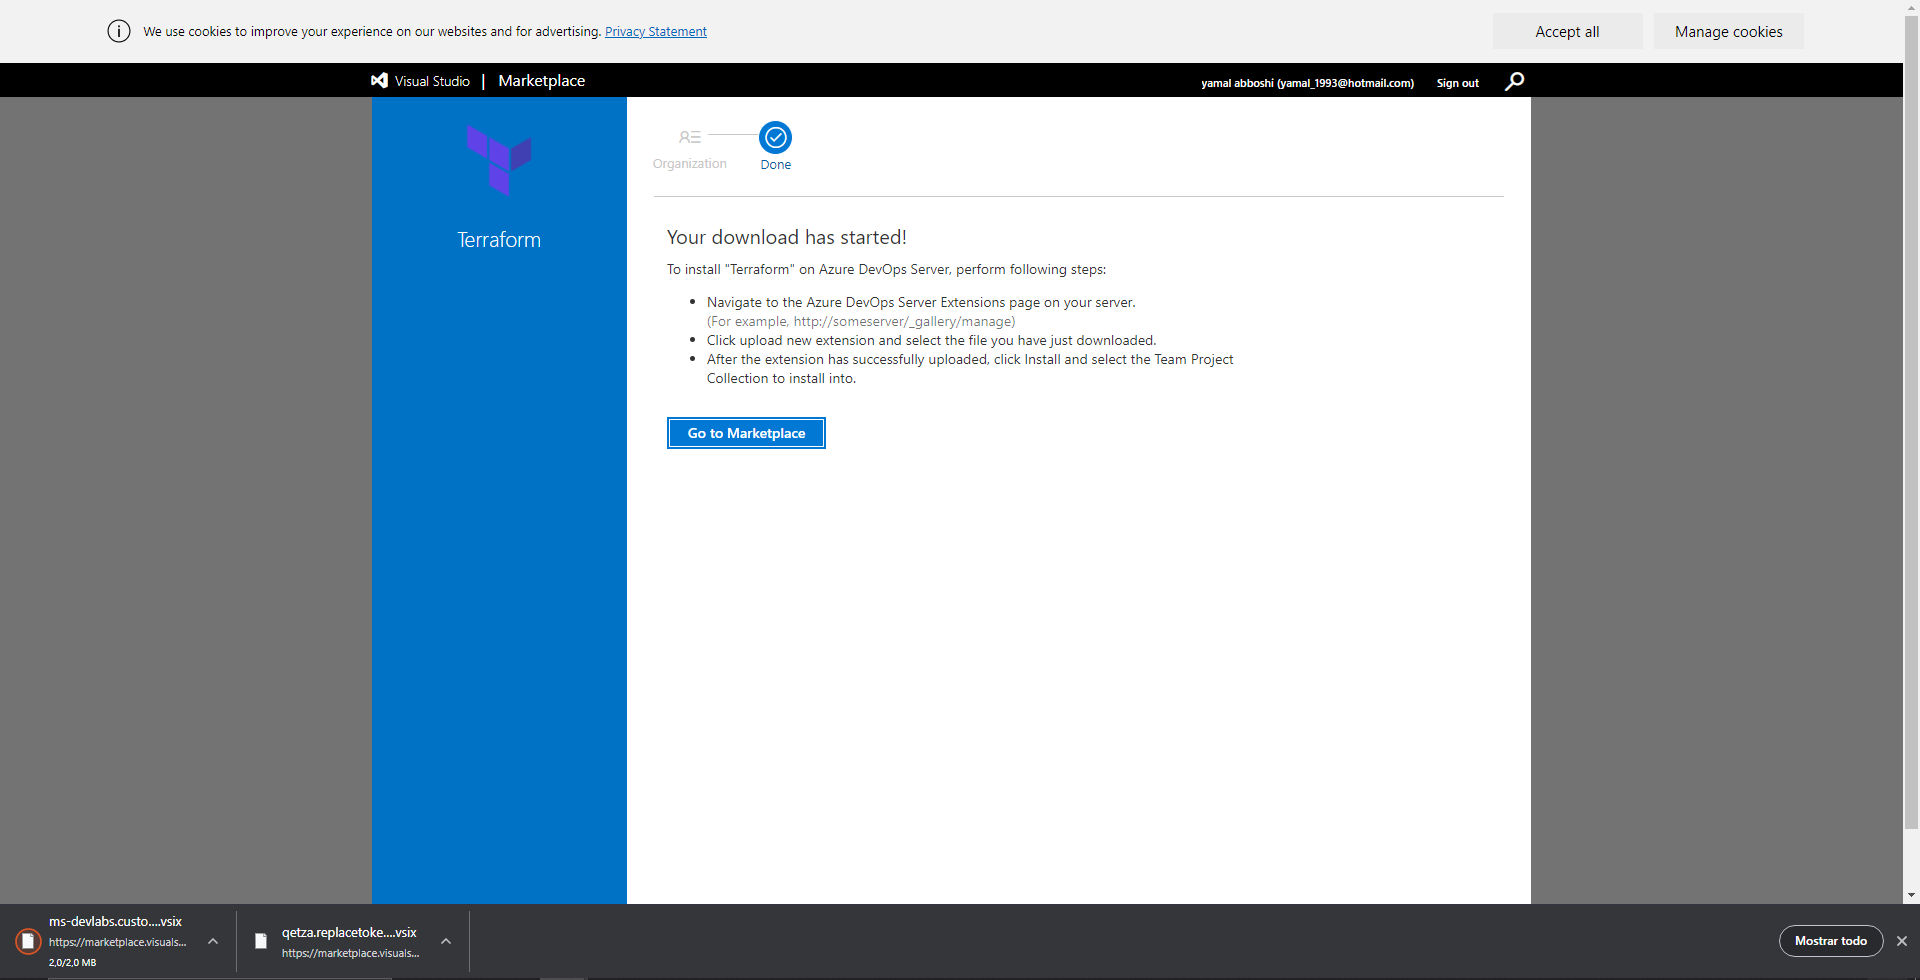 We use cookies to improve your experience on our websites and for advertising. Privacy Statement
Accept all
Manage cookies
Visual Studio | Marketplace
yamal abboshi (yamal_1993@hotmail.com)
Sign out
Terraform
Organization
Done
Your download has started!
To install "Terraform" on Azure DevOps Server, perform following steps:
Navigate to the Azure DevOps Server Extensions page on your server.
(For example, http://someserver/_gallery/manage)
Click upload new extension and select the file you have just downloaded.
After the extension has successfully uploaded, click Install and select the Team Project
Collection to install into.
Go to Marketplace
ms-devlabs.custo....vsix
https://marketplace.visuals...
2,0/2,0 MB
qetza.replacetoke....vsix
https://marketplace.visuals...
Mostrar todo